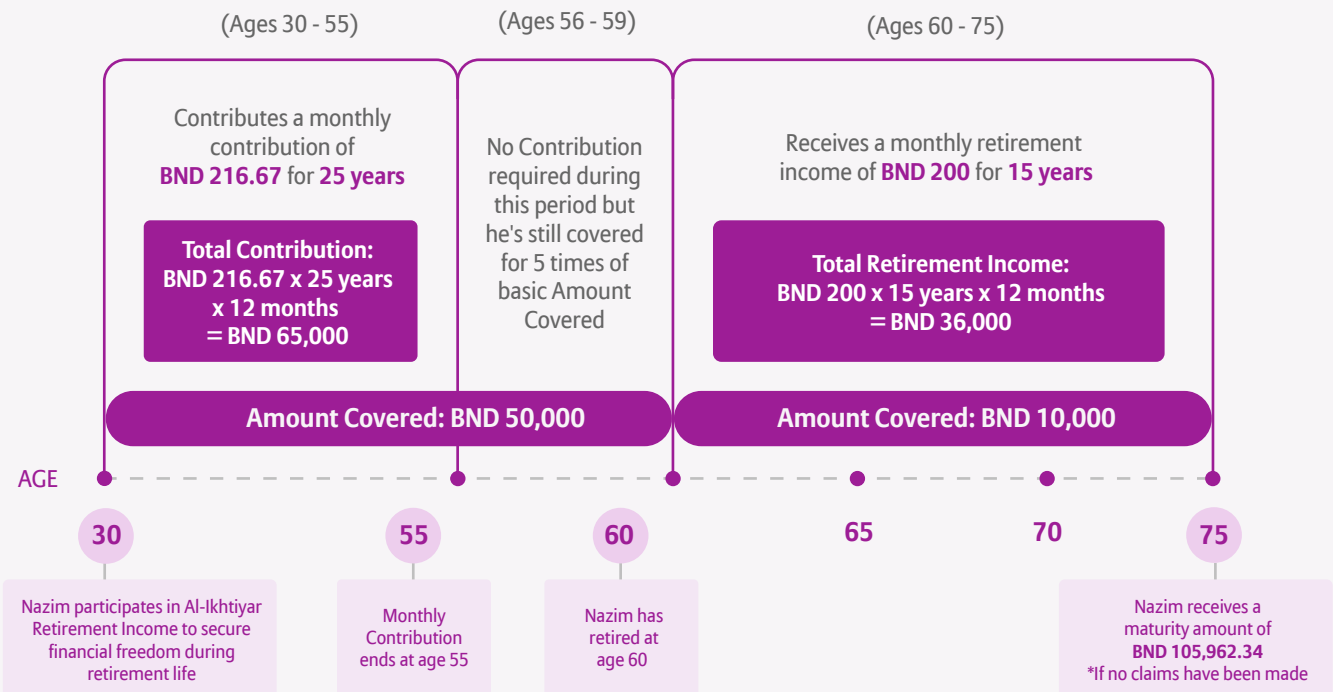 (Ages 30 - 55)
(Ages 56 - 59)
(Ages 60 - 75)
Contributes a monthly
contribution of
BND 216.67 for 25 years
Total Contribution:
BND 216.67 x 25 years
x 12 months
= BND 65,000
No Contribution
required during
this period but
he's still covered
for 5 times of
basic Amount
Covered
Receives a monthly retirement
income of BND 200 for 15 years
Total Retirement Income:
BND 200 x 15 years x 12 months
= BND 36,000
Amount Covered: BND 50,000
Amount Covered: BND 10,000
AGE
30
55
60
65
70
75
Nazim participates in Al-Ikhtiyar
Retirement Income to secure
financial freedom during
retirement life
Monthly
Contribution
ends at age 55
Nazim has
retired at
age 60
Nazim receives a
maturity amount of
BND 105,962.34
*If no claims have been made